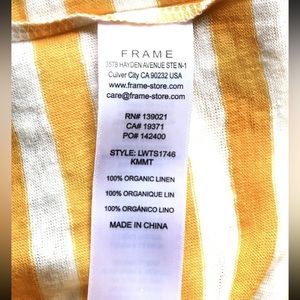 FRAME
3578 HAYDEN AVENUE STE N-1
Culver City CA 90232 USA
www.frame-store.com
care@frame-store.com
RN# 139021
CA# 19371
PO# 142400
STYLE: LWTS1746
KMMT
100% ORGANIC LINEN
100% ORGANIQUE LIN
100% ORGÁNICO LINO
MADE IN CHINA